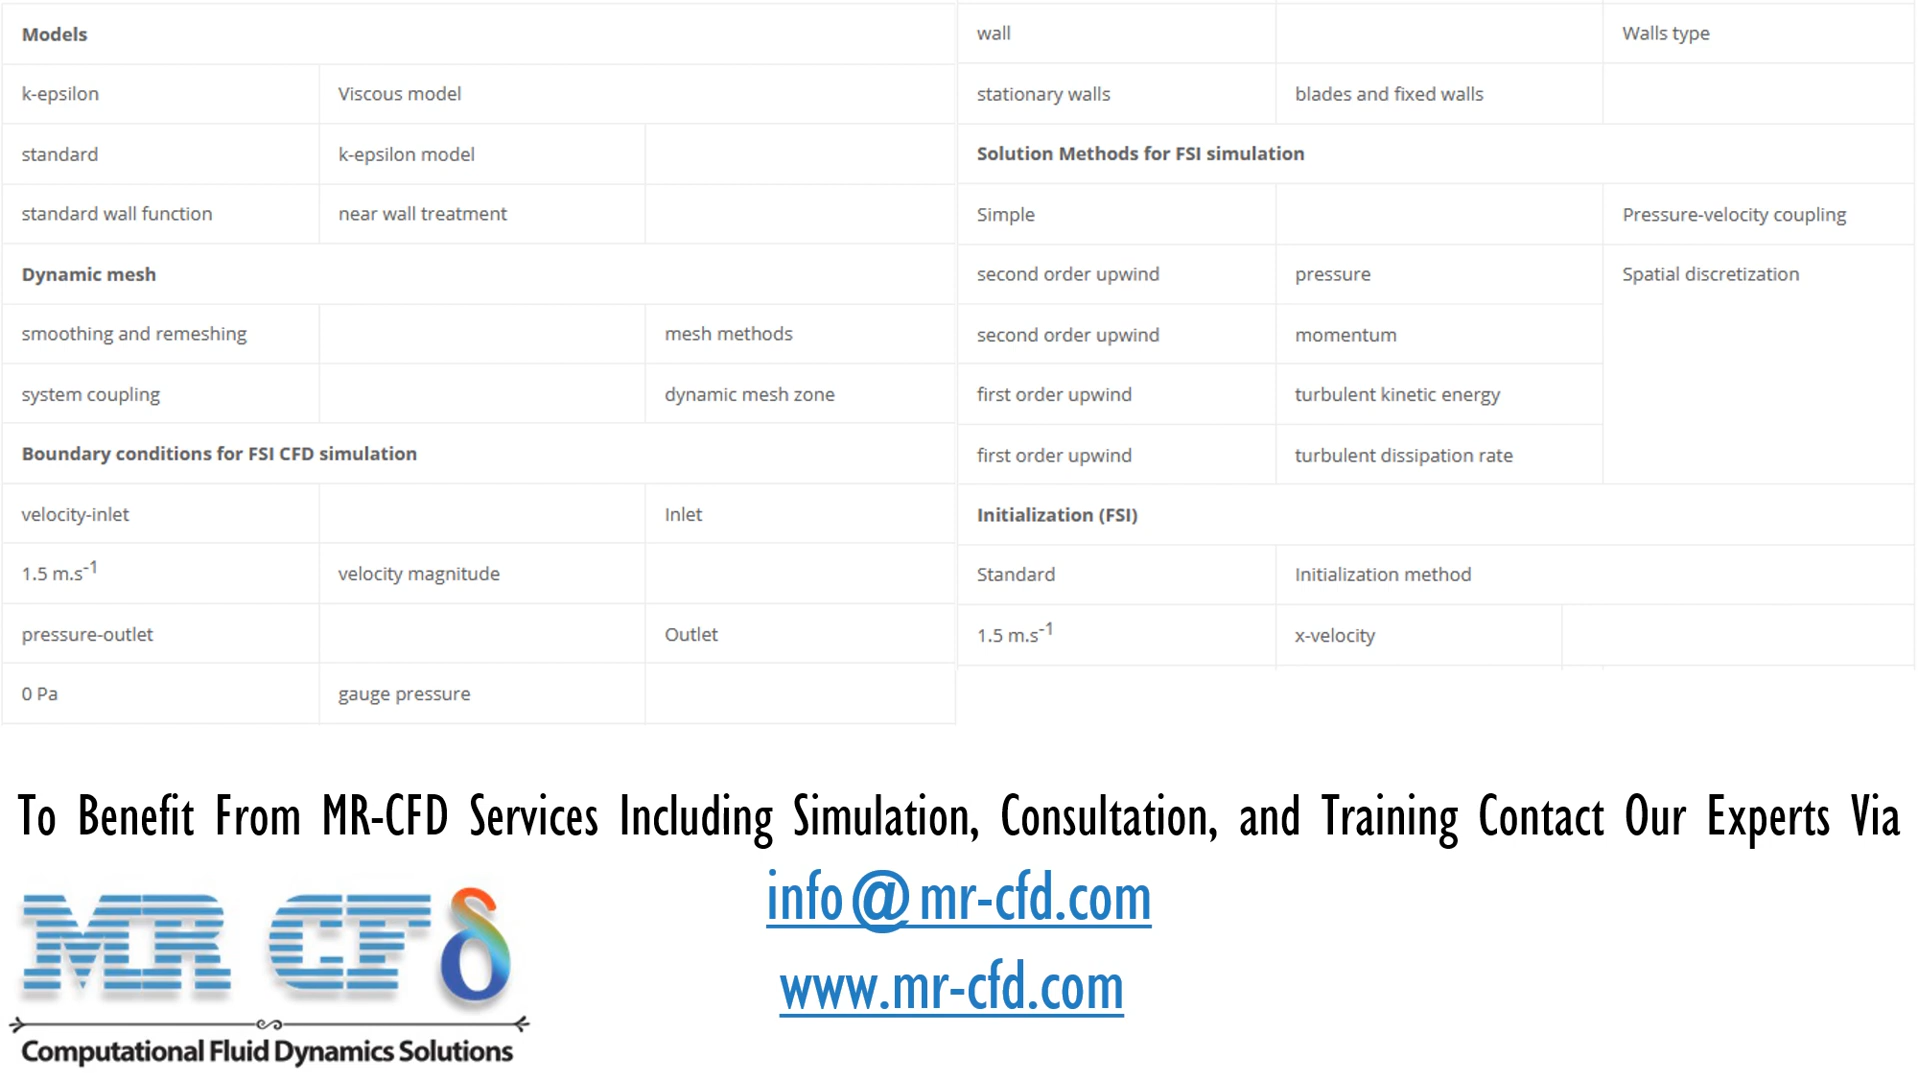 Models
k-epsilon Viscous model
standard k-epsilon model
standard wall function near wall treatment
Dynamic mesh
smoothing and remeshing mesh methods
system coupling dynamic mesh zone
Boundary conditions for FSI CFD simulation
velocity-inlet Inlet
1.5 m.s-1 velocity magnitude
pressure-outlet Outlet
0 Pa gauge pressure
wall Walls type
stationary walls blades and fixed walls
Solution Methods for FSI simulation
Simple Pressure-velocity coupling
second order upwind pressure Spatial discretization
second order upwind momentum
first order upwind turbulent kinetic energy
first order upwind turbulent dissipation rate
Initialization (FSI)
Standard Initialization method
1.5 m.s-1 x-velocity
To Benefit From MR-CFD Services Including Simulation, Consultation, and Training Contact Our Experts Via
info@mr-cfd.com
www.mr-cfd.com
MR CFδ
Computational Fluid Dynamics Solutions